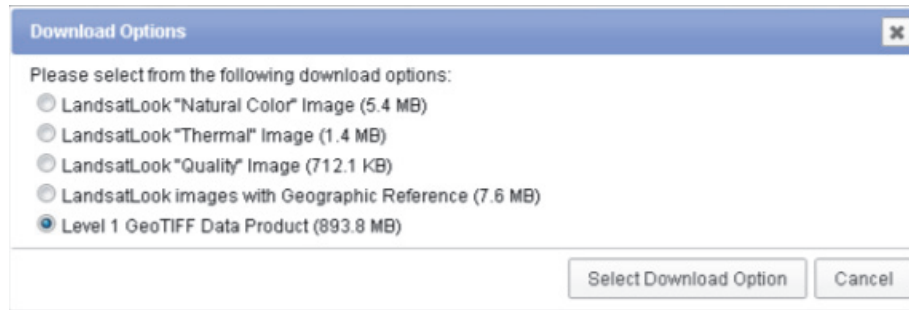 Download Options
Please select from the following download options:
LandsatLook "Natural Color" Image (5.4 MB)
LandsatLook "Thermal" Image (1.4 MB)
LandsatLook "Quality" Image (712.1 KB)
LandsatLook images with Geographic Reference (7.6 MB)
Level 1 GeoTIFF Data Product (893.8 MB)
Select Download Option Cancel